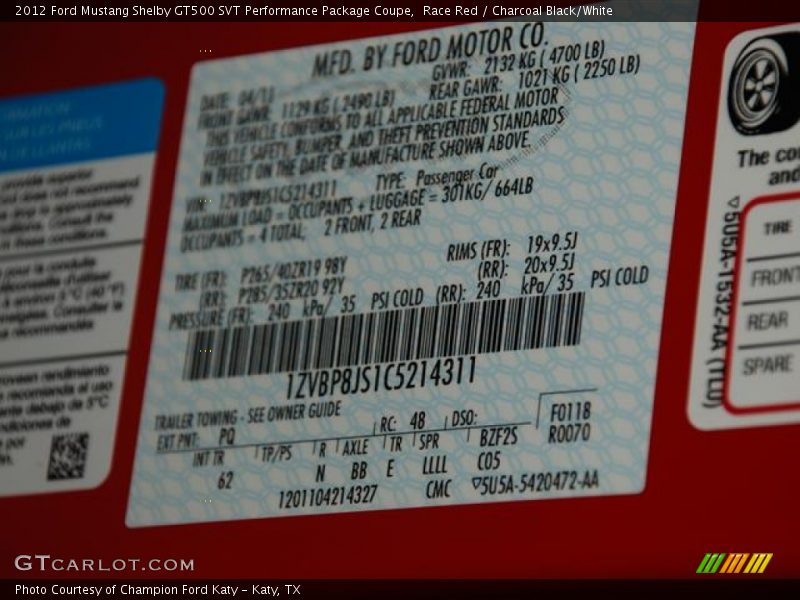 2012 Ford Mustang Shelby GT500 SVT Performance Package Coupe, Race Red / Charcoal Black/White
MFD. BY FORD MOTOR CO.
DATE: 04/11 GVWR: 2132 KG ( 4700 LB)
FRONT GAWR: 1129 KG ( 2490 LB) REAR GAWR: 1021 KG ( 2250 LB)
THIS VEHICLE CONFORMS TO ALL APPLICABLE FEDERAL MOTOR
VEHICLE SAFETY, BUMPER, AND THEFT PREVENTION STANDARDS
IN EFFECT ON THE DATE OF MANUFACTURE SHOWN ABOVE.
VIN: 1ZVBP8JS1C5214311 TYPE: Passenger Car
MAXIMUM LOAD = OCCUPANTS + LUGGAGE = 301KG/ 664LB
OCCUPANTS = 4 TOTAL; 2 FRONT, 2 REAR
TIRE (FR): P265/40ZR19 98Y RIMS (FR): 19x9.5J
(RR): P285/35ZR20 92Y (RR): 20x9.5J
PRESSURE (FR): 240 kPa/ 35 PSI COLD (RR): 240 kPa/ 35 PSI COLD
1ZVBP8JS1C5214311
TRAILER TOWING - SEE OWNER GUIDE
EXT PNT: PQ RC: 48 DSO: F0118
INT TR TP/PS R AXLE TR SPR BZF2S R0070
62 N BB E LLLL C05
1201104214327 CMC ▽5U5A-5420472-AA
▽5U5A-1532-AA (TLU)
The
and
TIRE
FRONT
REAR
SPARE
GTCARLOT.COM
Photo Courtesy of Champion Ford Katy - Katy, TX